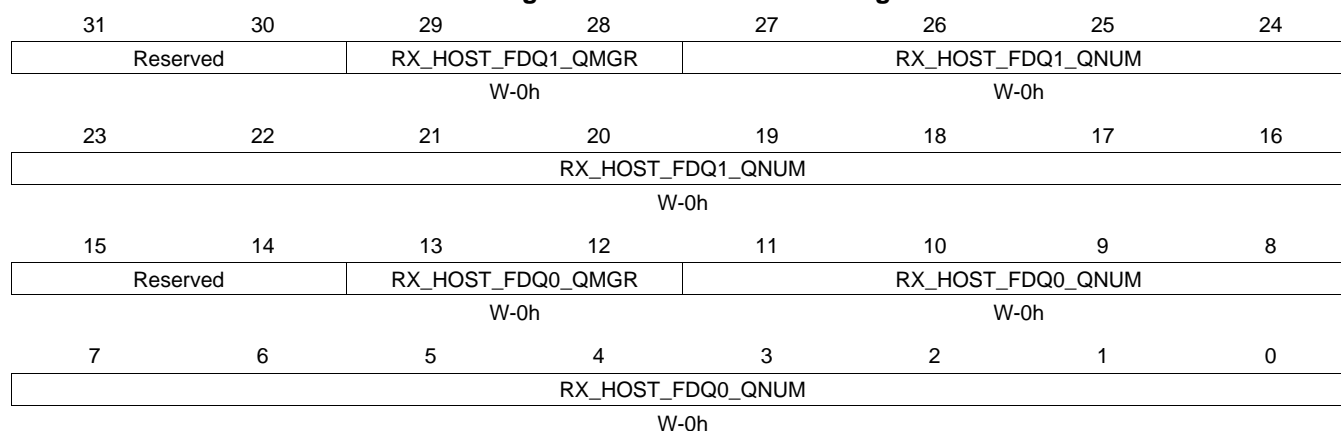 31 30 29 28 27 26 25 24
Reserved RX_HOST_FDQ1_QMGR RX_HOST_FDQ1_QNUM
W-0h W-0h
23 22 21 20 19 18 17 16
RX_HOST_FDQ1_QNUM
W-0h
15 14 13 12 11 10 9 8
Reserved RX_HOST_FDQ0_QMGR RX_HOST_FDQ0_QNUM
W-0h W-0h
7 6 5 4 3 2 1 0
RX_HOST_FDQ0_QNUM
W-0h